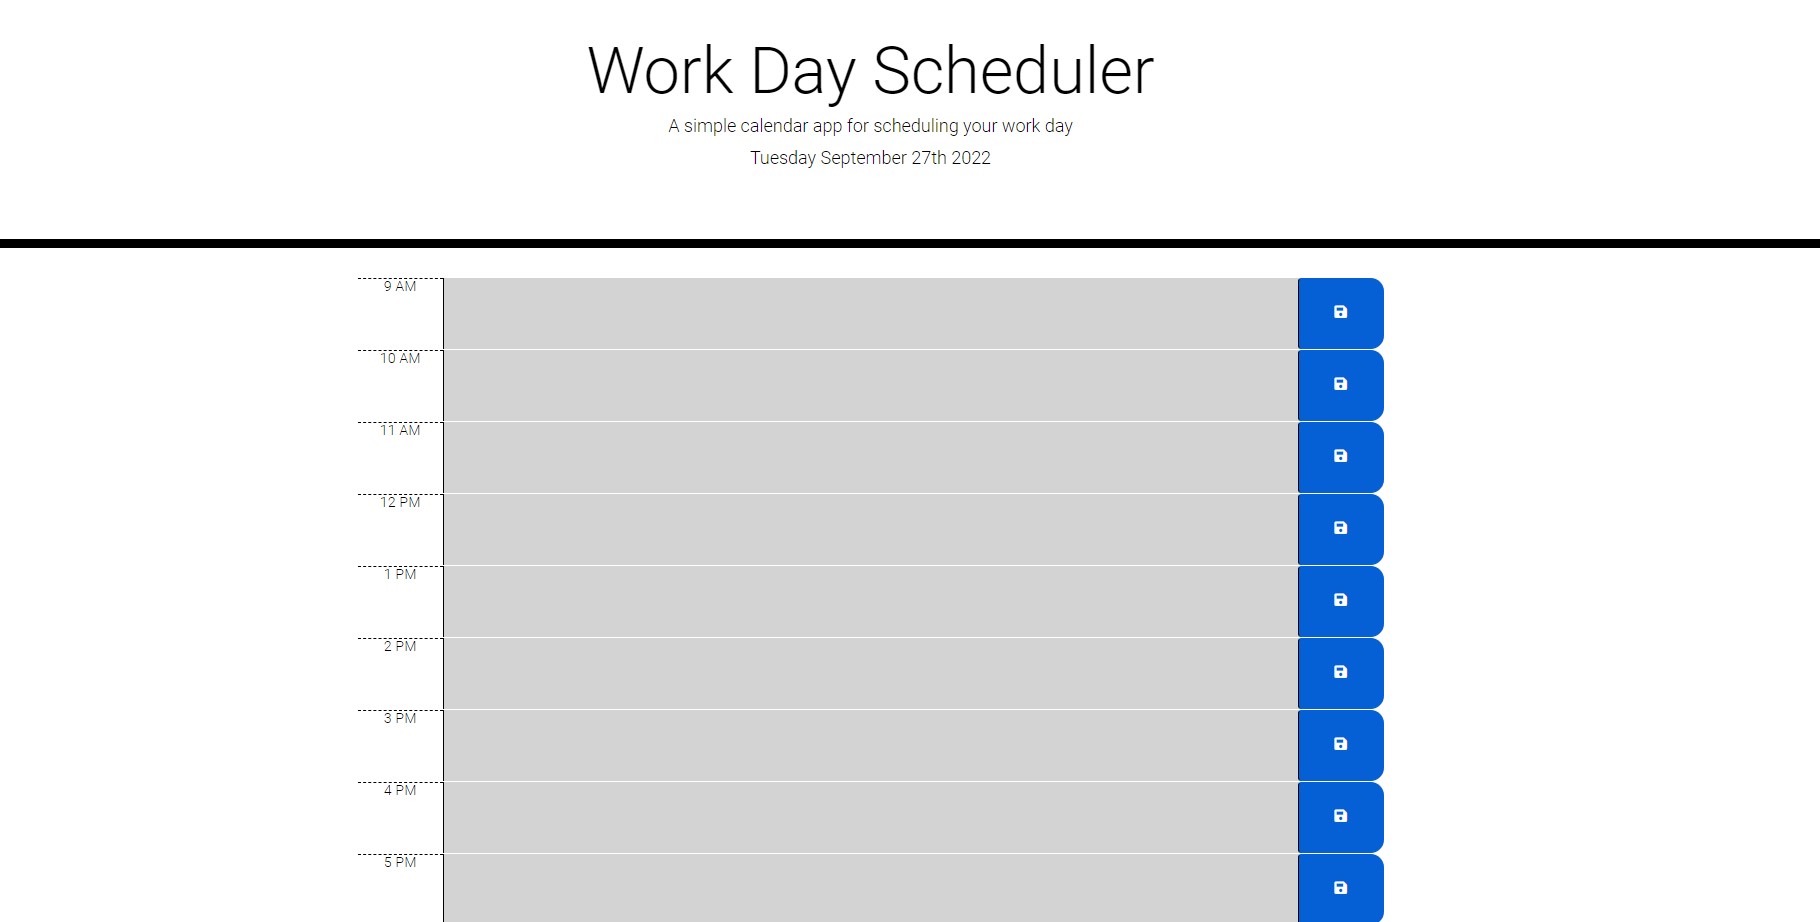 Work Day Scheduler
A simple calendar app for scheduling your work day
Tuesday September 27th 2022
9 AM
10 AM
11 AM
12 PM
1 PM
2 PM
3 PM
4 PM
5 PM